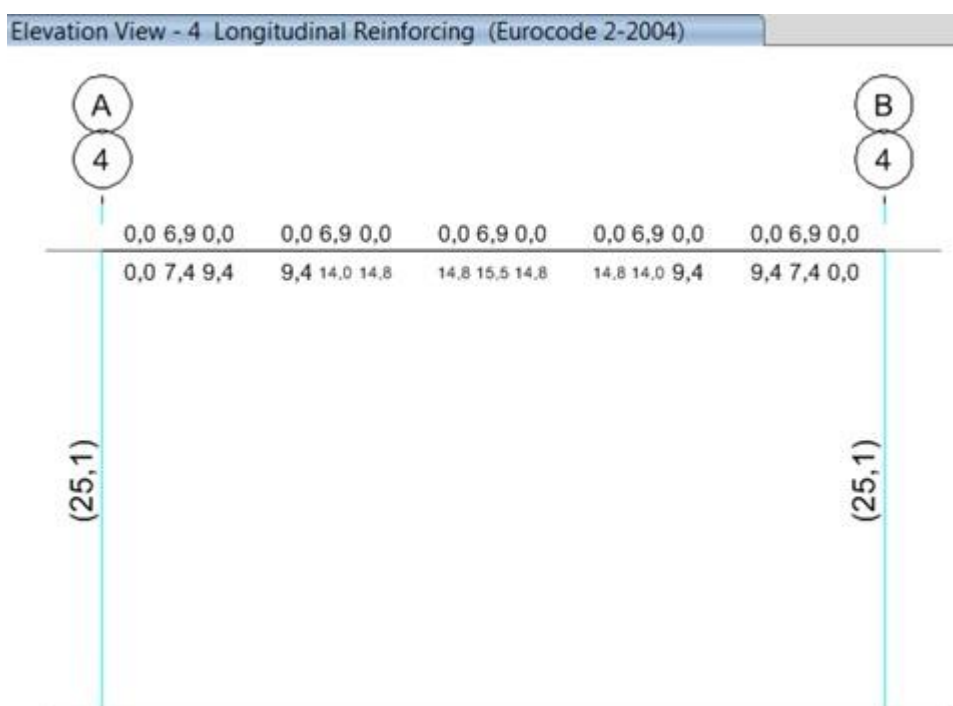 Elevation View - 4 Longitudinal Reinforcing (Eurocode 2-2004)
A B
4 4
0,0 6,9 0,0 0,0 6,9 0,0 0,0 6,9 0,0 0,0 6,9 0,0 0,0 6,9 0,0
0,0 7,4 9,4 9,4 14,0 14,8 14,8 15,5 14,8 14,8 14,0 9,4 9,4 7,4 0,0
(25,1) (25,1)